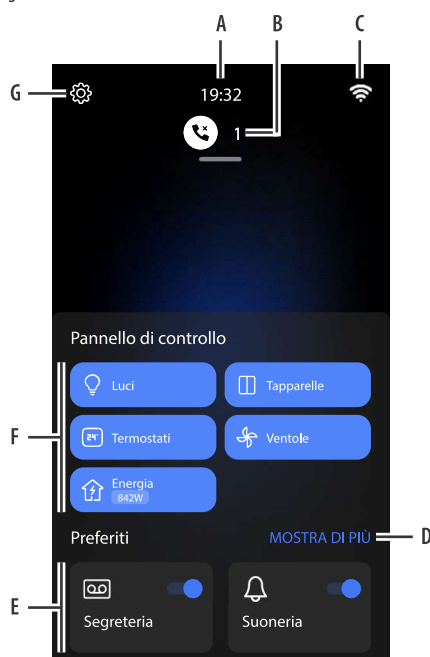 A B C
G 19:32
1
Pannello di controllo
Luci Tapparelle
F 24° Termostati Ventole
Energia
842W
Preferiti MOSTRA DI PIÙ D
E
Segreteria Suoneria